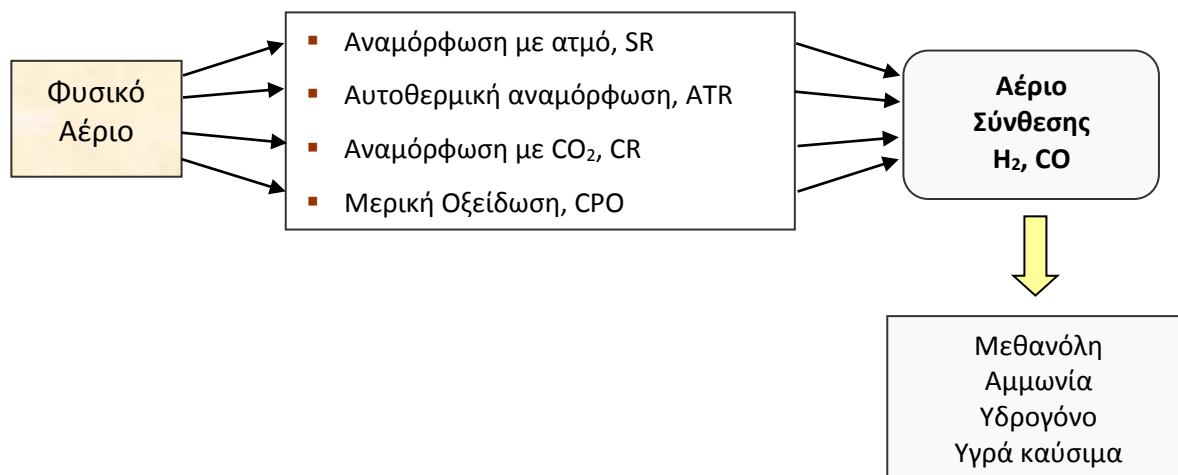 Φυσικό
Αέριο
▪ Αναμόρφωση με ατμό, SR
▪ Αυτοθερμική αναμόρφωση, ATR
▪ Αναμόρφωση με CO₂, CR
▪ Μερική Οξείδωση, CPO
Αέριο
Σύνθεσης
H₂, CO
Μεθανόλη
Αμμωνία
Υδρογόνο
Υγρά καύσιμα